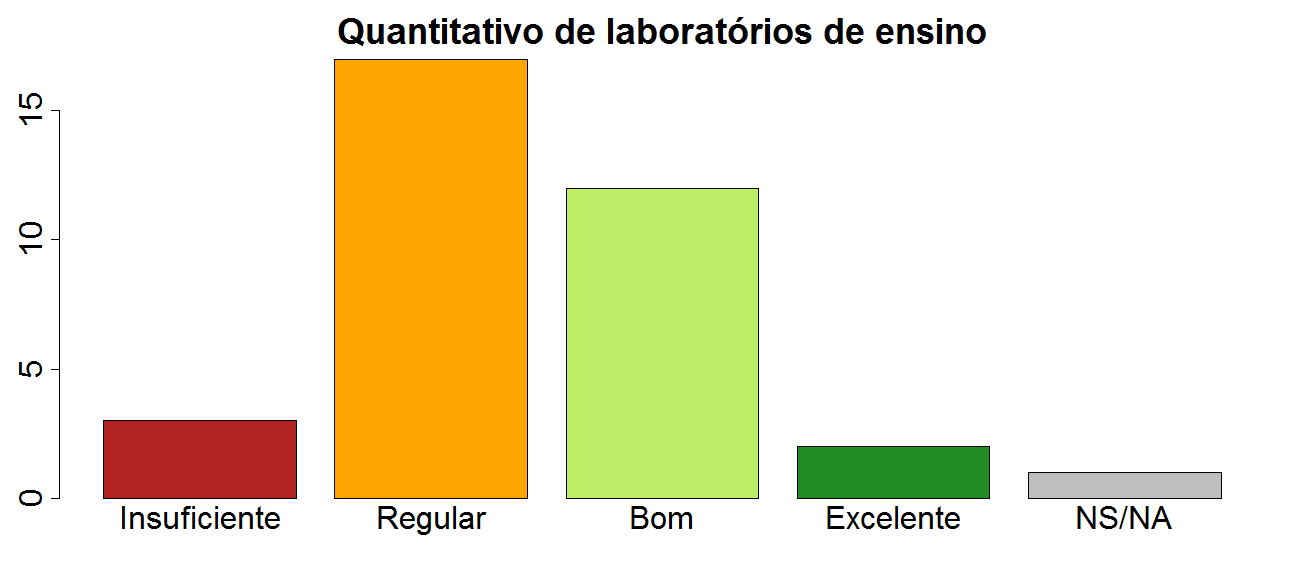 Quantitativo de laboratórios de ensino
15
10
5
0
Insuficiente Regular Bom Excelente NS/NA